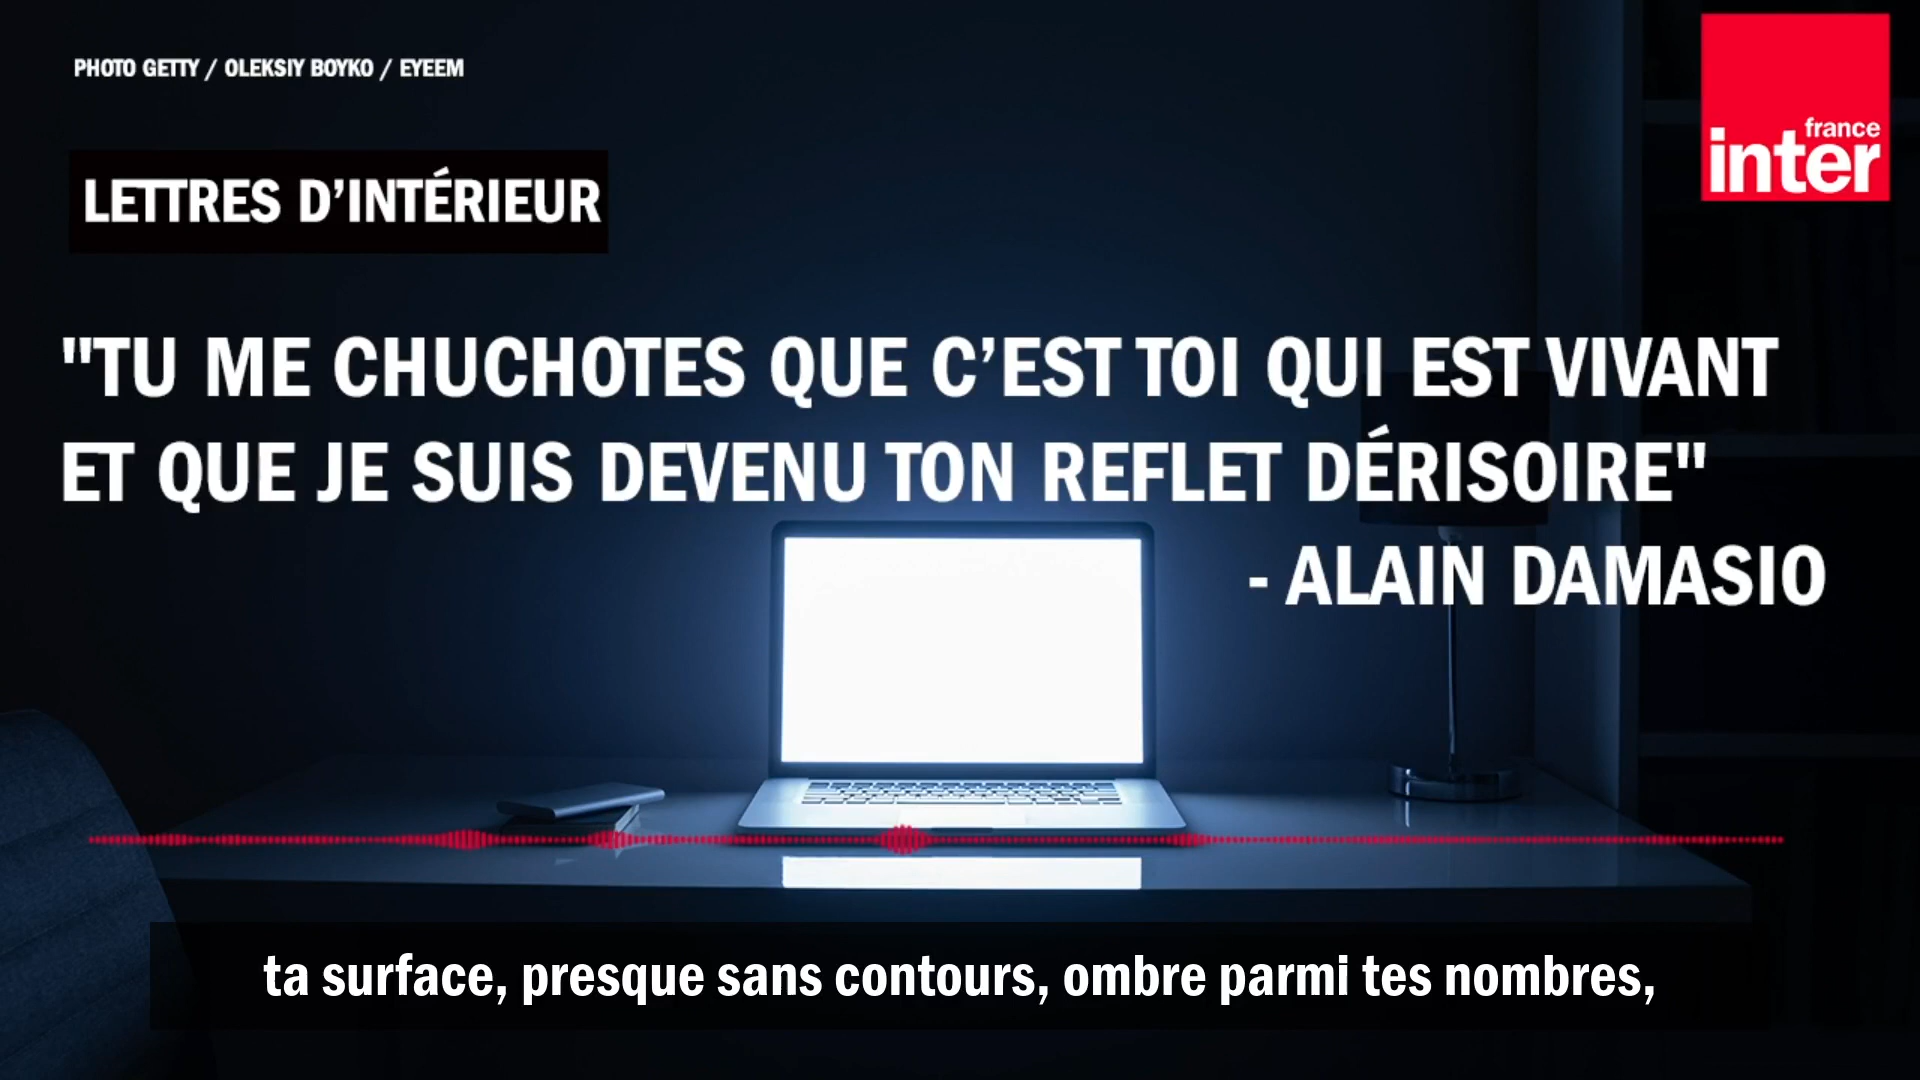 PHOTO GETTY / OLEKSIY BOYKO / EYEEM
france
inter
LETTRES D’INTÉRIEUR
"TU ME CHUCHOTES QUE C’EST TOI QUI EST VIVANT
ET QUE JE SUIS DEVENU TON REFLET DÉRISOIRE"
- ALAIN DAMASIO
ta surface, presque sans contours, ombre parmi tes nombres,